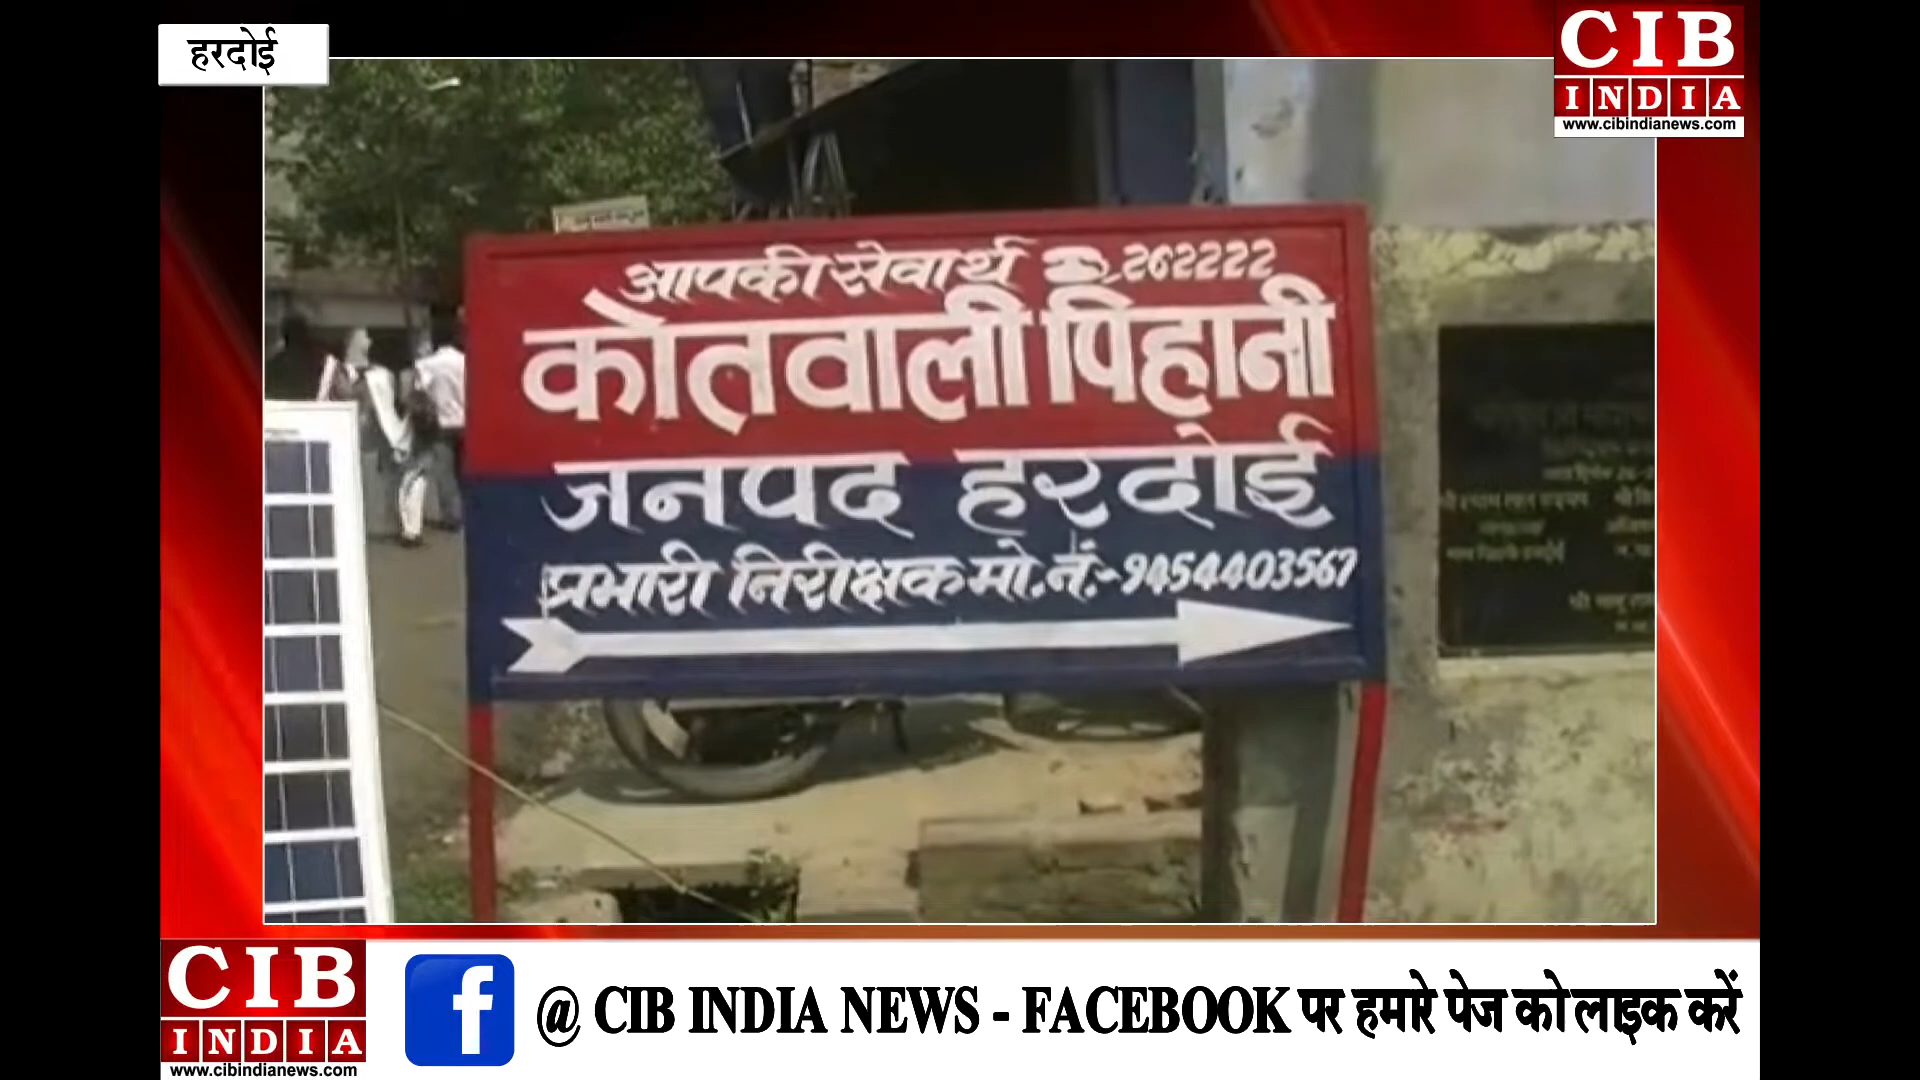 हरदोई
CIB
INDIA
www.cibindianews.com
आपकी सेवार्थ ☎ 262222
कोतवाली पिहानी
जनपद हरदोई
प्रभारी निरीक्षक मो. नं.:- 9454403567
CIB
INDIA
www.cibindianews.com
f @ CIB INDIA NEWS - FACEBOOK पर हमारे पेज को लाइक करें